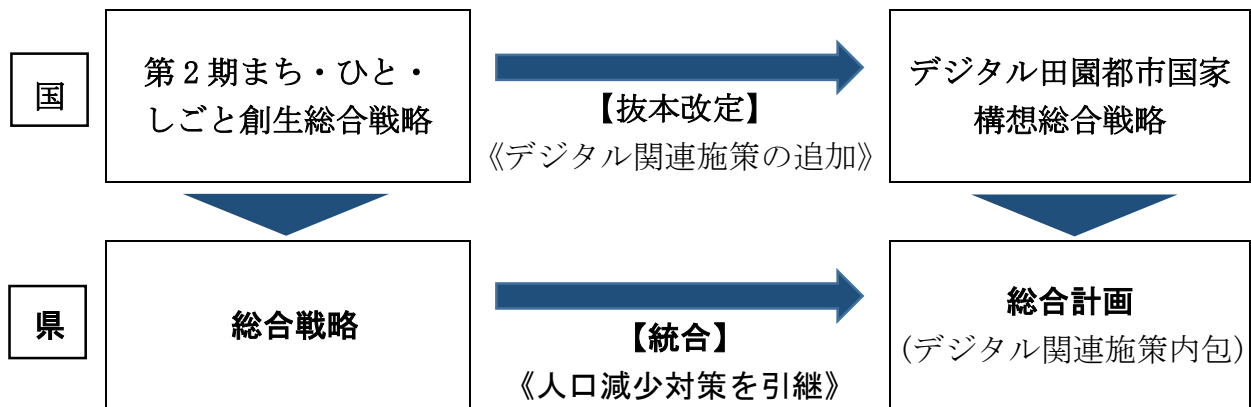 国
第２期まち・ひと・
しごと創生総合戦略
【抜本改定】
《デジタル関連施策の追加》
デジタル田園都市国家
構想総合戦略
県
総合戦略
【統合】
《人口減少対策を引継》
総合計画
(デジタル関連施策内包)